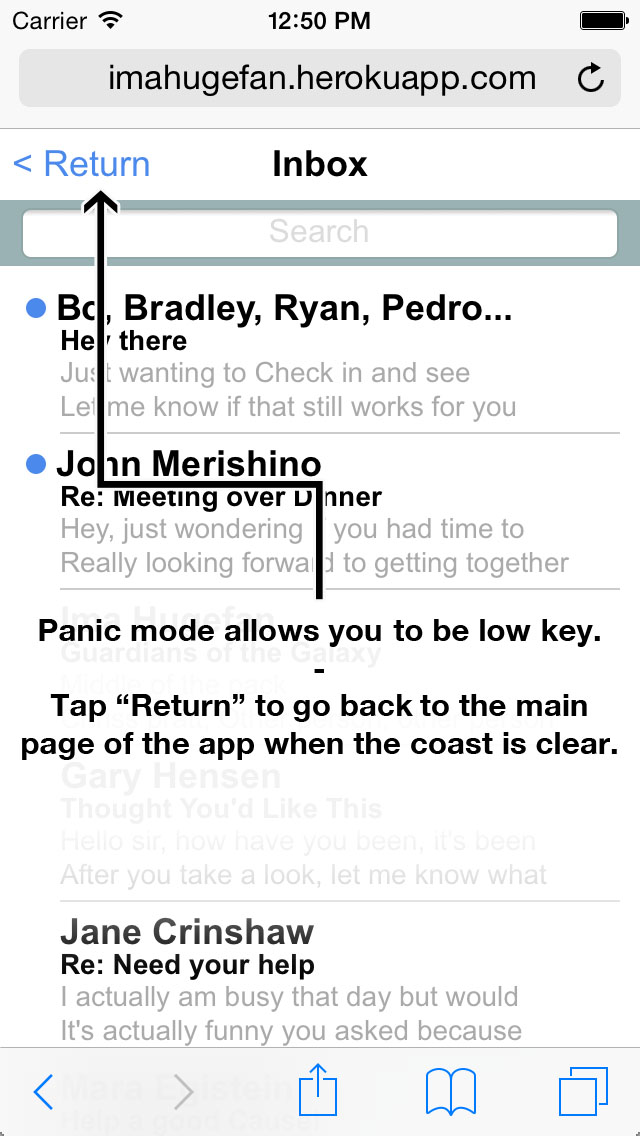 Carrier 12:50 PM
imahugefan.herokuapp.com
< Return Inbox
Search
Bo, Bradley, Ryan, Pedro...
Hey there
Just wanting to Check in and see
Let me know if that still works for you
John Merishino
Re: Meeting over Dinner
Hey, just wondering if you had time to
Really looking forward to getting together
Ima Hugefan
Panic mode allows you to be low key.
Guardians of the Galaxy
-
Middle of the pack
Tap “Return” to go back to the main
page of the app when the coast is clear.
Gary Hensen
Thought You'd Like This
Hello sir, how have you been, it's been
After you take a look, let me know what
Jane Crinshaw
Re: Need your help
I actually am busy that day but would
It's actually funny you asked because
Mara Egistein
Help a good Cause!